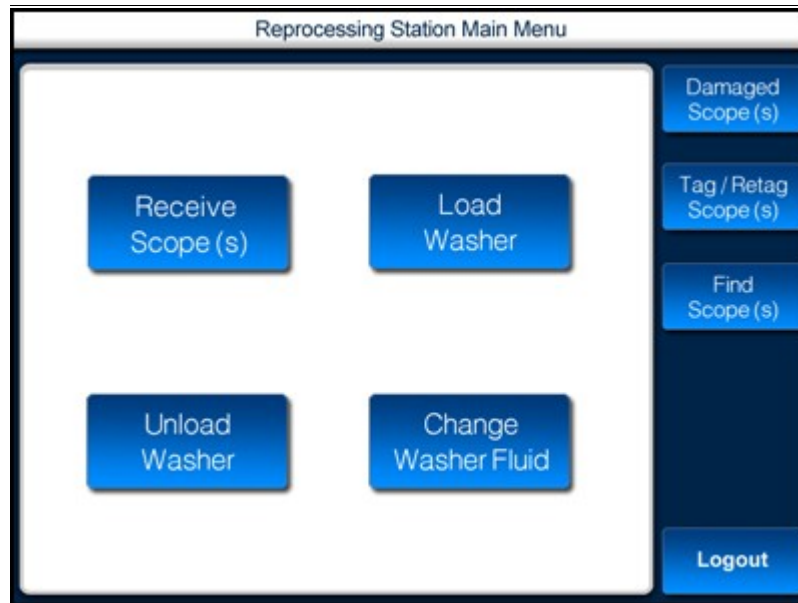 Reprocessing Station Main Menu
Damaged
Scope (s)
Receive
Scope (s)
Load
Washer
Tag / Retag
Scope (s)
Find
Scope (s)
Unload
Washer
Change
Washer Fluid
Logout